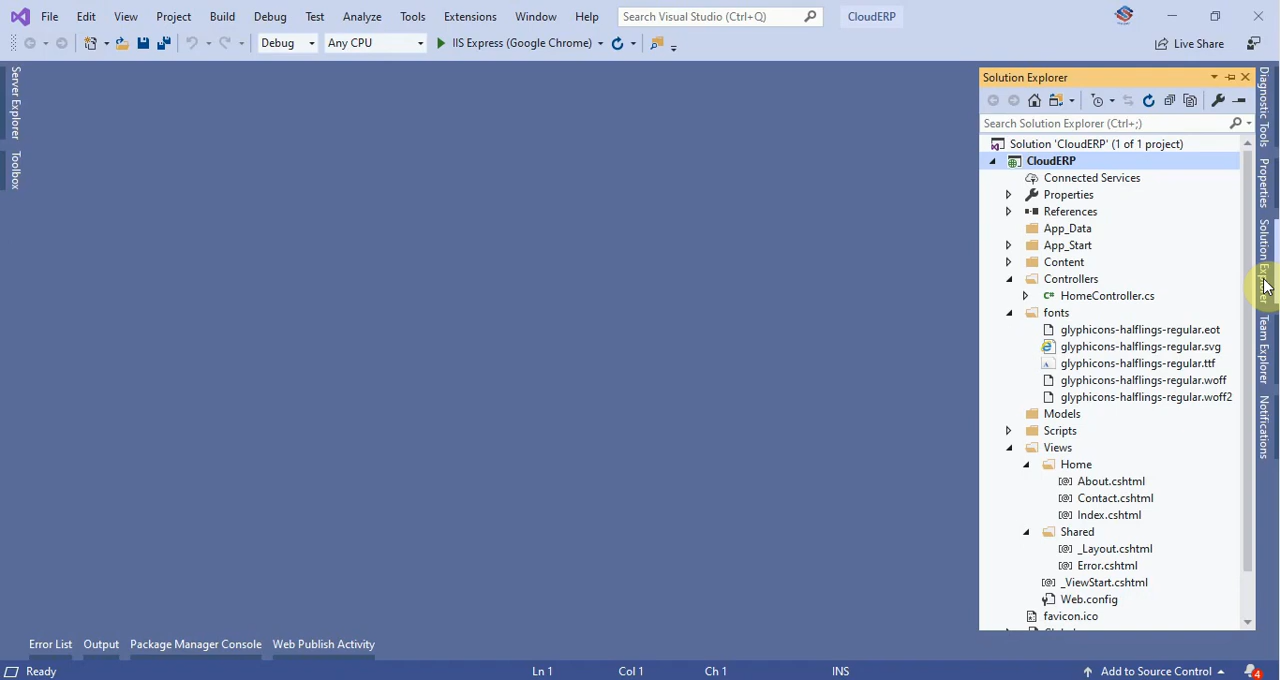 File Edit View Project Build Debug Test Analyze Tools Extensions Window Help Search Visual Studio (Ctrl+Q) CloudERP
Debug Any CPU IIS Express (Google Chrome) Live Share
Server Explorer
Toolbox
Solution Explorer
Search Solution Explorer (Ctrl+;)
Solution 'CloudERP' (1 of 1 project)
CloudERP
Connected Services
Properties
References
App_Data
App_Start
Content
Controllers
C# HomeController.cs
fonts
glyphicons-halflings-regular.eot
glyphicons-halflings-regular.svg
glyphicons-halflings-regular.ttf
glyphicons-halflings-regular.woff
glyphicons-halflings-regular.woff2
Models
Scripts
Views
Home
[@] About.cshtml
[@] Contact.cshtml
[@] Index.cshtml
Shared
[@] _Layout.cshtml
[@] Error.cshtml
[@] _ViewStart.cshtml
Web.config
favicon.ico
Diagnostic Tools
Properties
Solution Explorer
Team Explorer
Notifications
Error List Output Package Manager Console Web Publish Activity
Ready Ln 1 Col 1 Ch 1 INS Add to Source Control 4